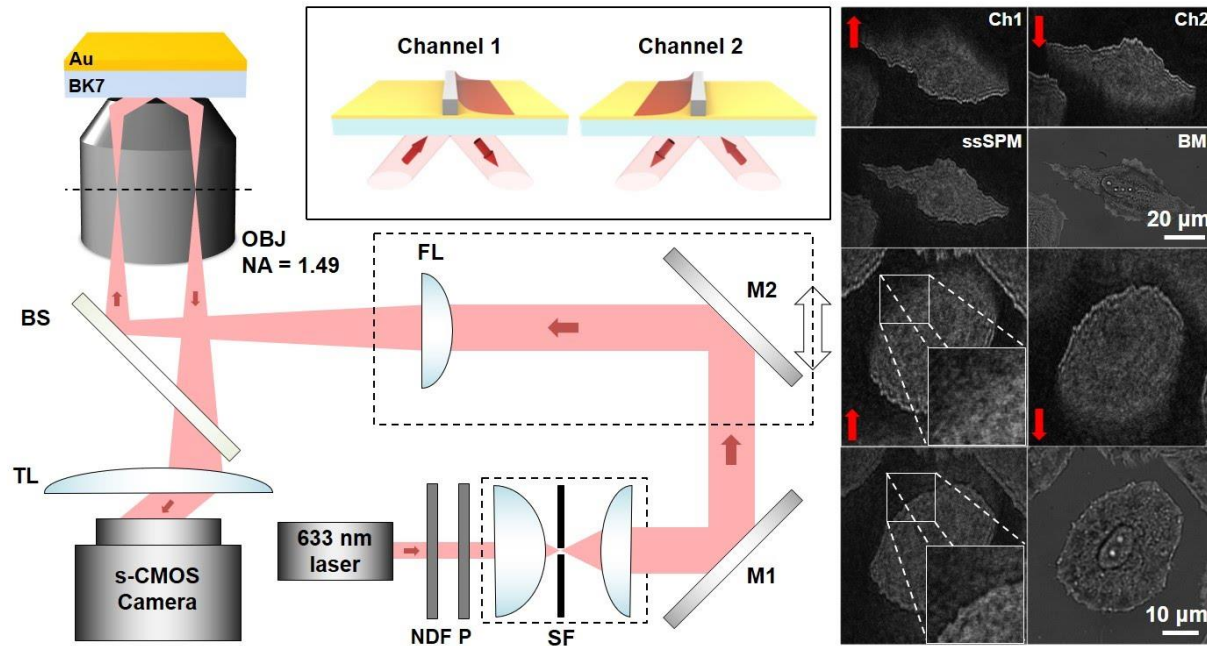 Au
BK7
OBJ
NA = 1.49
BS
TL
s-CMOS
Camera
Channel 1
Channel 2
FL
M2
633 nm
laser
NDF
P
SF
M1
Ch1
Ch2
ssSPM
BM
20 µm
10 µm